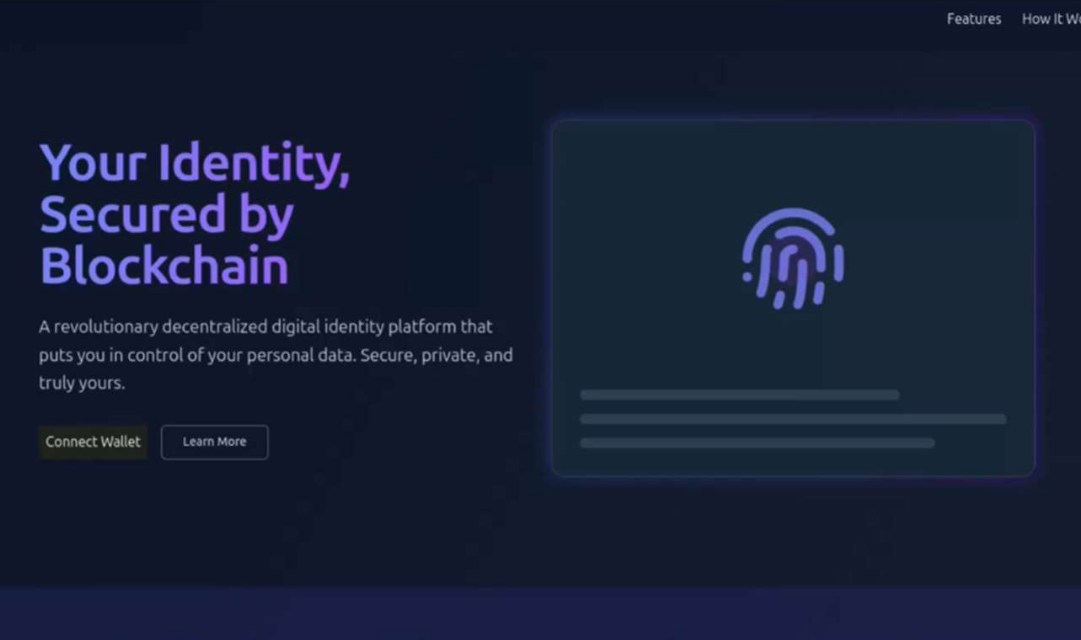 Features How It
Your Identity,
Secured by
Blockchain
A revolutionary decentralized digital identity platform that
puts you in control of your personal data. Secure, private, and
truly yours.
Connect Wallet Learn More